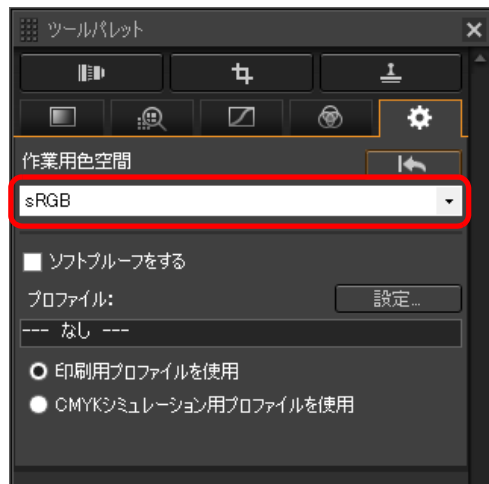 ツールパレット
作業用色空間
sRGB
ソフトプルーフをする
プロファイル:
設定...
--- なし ---
印刷用プロファイルを使用
CMYKシミュレーション用プロファイルを使用